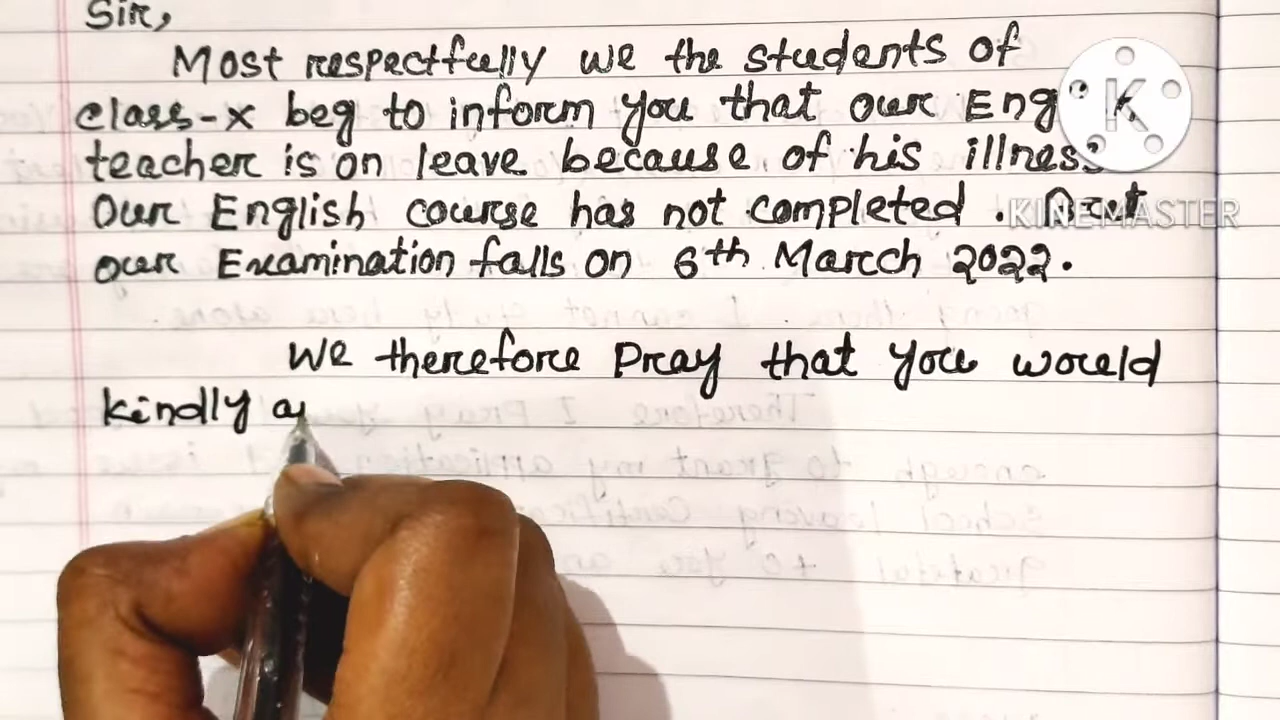 Sir,
Most respectfully we the students of
class-x beg to inform you that our Eng
teacher is on leave because of his illness
Our English course has not completed. But
our Examination falls on 6th March 2022.
We therefore Pray that you would
kindly a
K
KINEMASTER